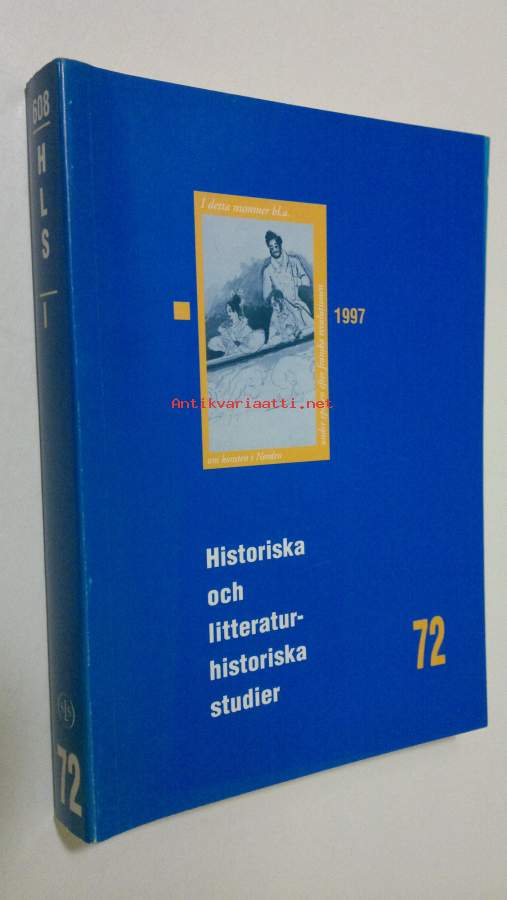 608
HLS
I
72
I detta nummer bl.a.
om konsten i Norden
1997
Antikvariaatti.net
Historiska
och
litteratur-
historiska
studier
72